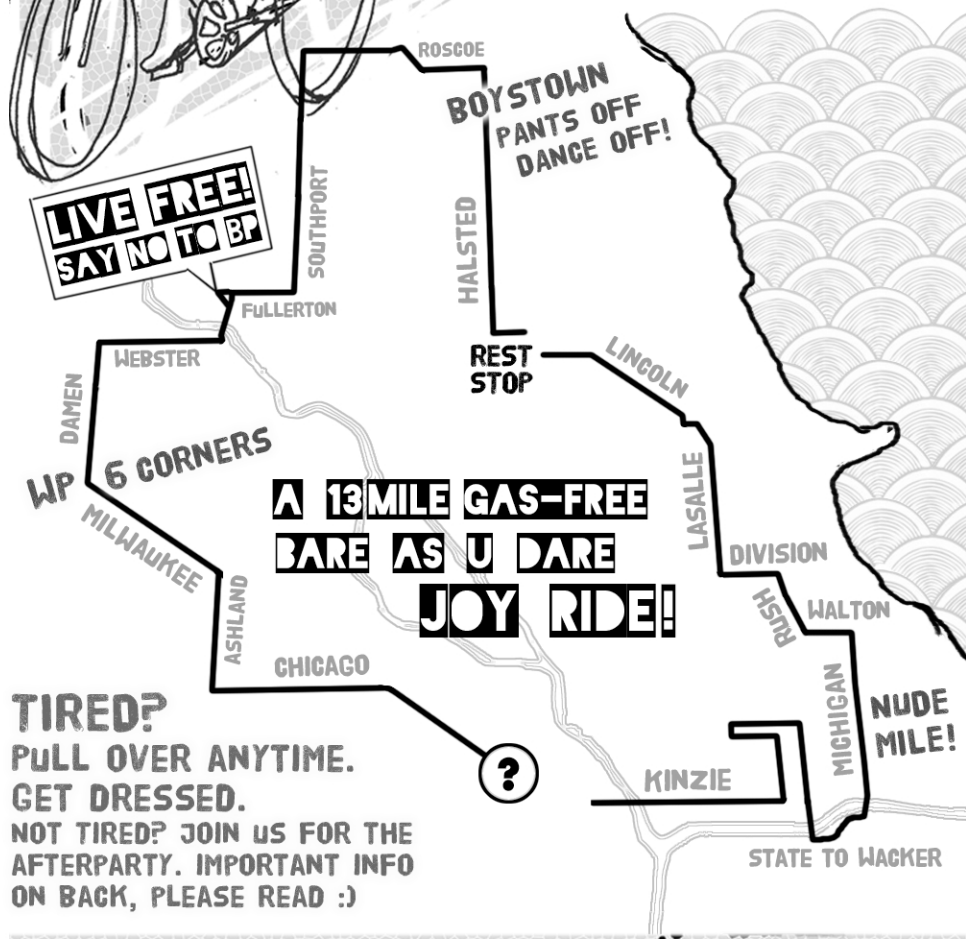 ROSCOE
BOYSTOWN
PANTS OFF
DANCE OFF!
LIVE FREE!
SAY NO TO BP
SOUTHPORT
HALSTED
FULLERTON
WEBSTER
REST
STOP
LINCOLN
DAMEN
WP 6 CORNERS
MILWAUKEE
A 13 MILE GAS-FREE
BARE AS U DARE
JOY RIDE!
LASALLE
DIVISION
RUSH
WALTON
ASHLAND
CHICAGO
MICHIGAN
NUDE
MILE!
?
KINZIE
STATE TO WACKER
TIRED?
PULL OVER ANYTIME.
GET DRESSED.
NOT TIRED? JOIN US FOR THE
AFTERPARTY. IMPORTANT INFO
ON BACK, PLEASE READ :)